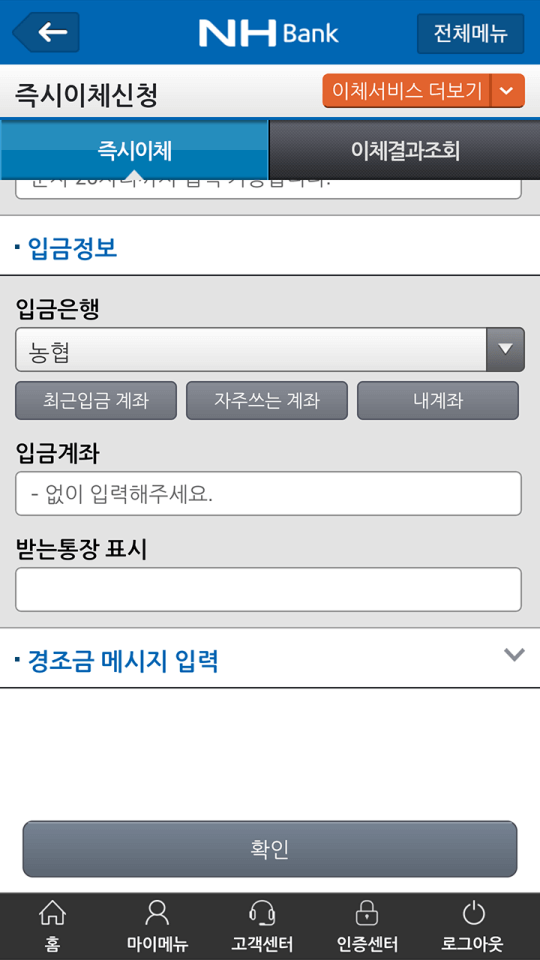 NH Bank
전체메뉴
즉시이체신청
이체서비스 더보기
즉시이체
이체결과조회
입금정보
입금은행
농협
최근입금 계좌
자주쓰는 계좌
내계좌
입금계좌
- 없이 입력해주세요.
받는통장 표시
경조금 메시지 입력
확인
홈
마이메뉴
고객센터
인증센터
로그아웃